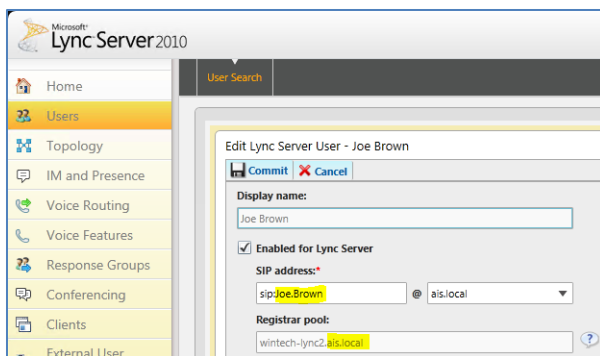 Microsoft®
Lync Server 2010
Home
Users
Topology
IM and Presence
Voice Routing
Voice Features
Response Groups
Conferencing
Clients
External User
User Search
Edit Lync Server User - Joe Brown
Commit Cancel
Display name:
Joe Brown
Enabled for Lync Server
SIP address:*
sip:Joe.Brown @ ais.local
Registrar pool:
wintech-lync2.ais.local ?